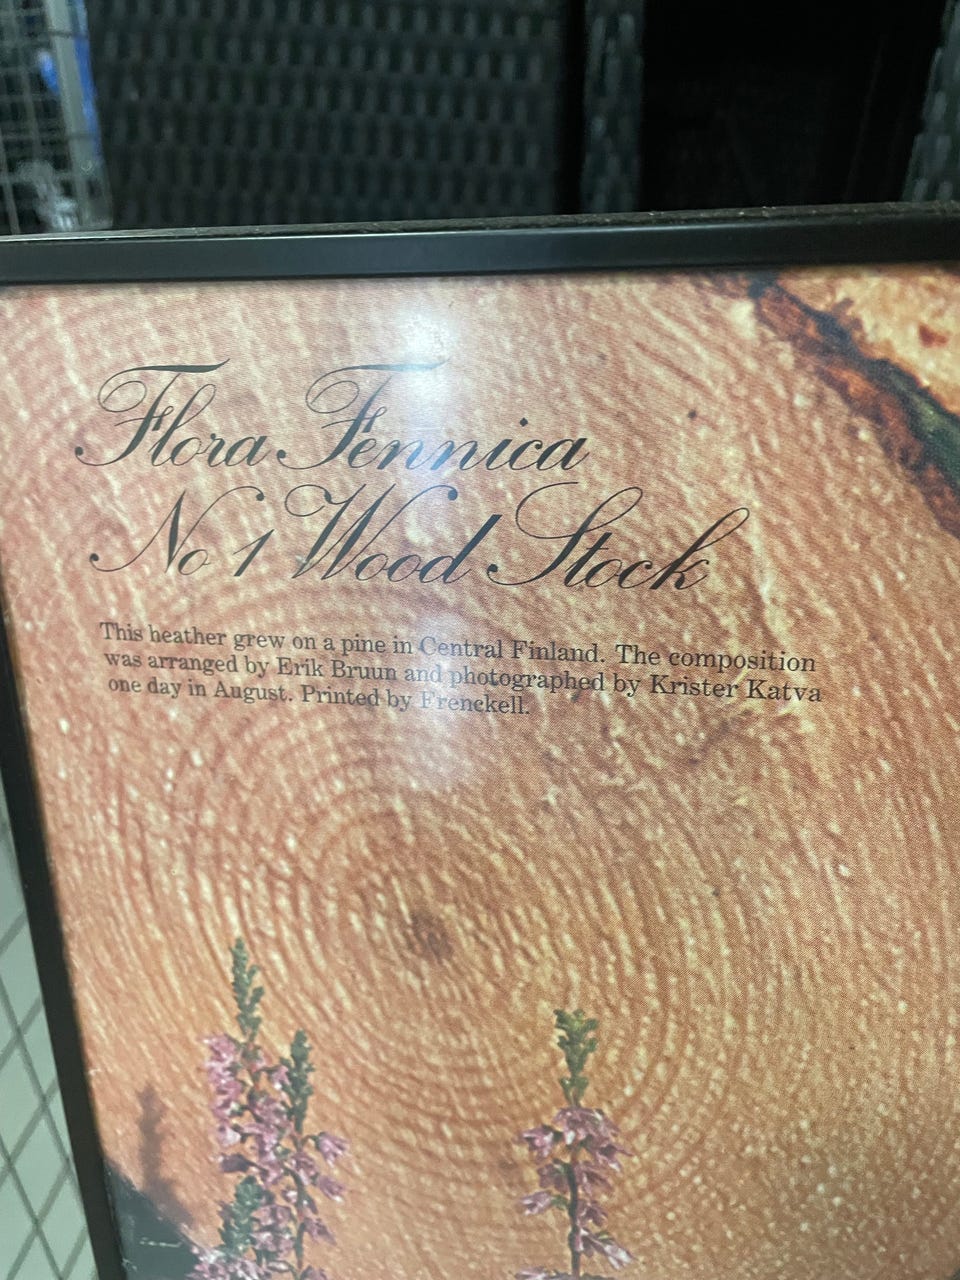 Flora Fennica
No 1 Wood Stock
This heather grew on a pine in Central Finland. The composition
was arranged by Erik Bruun and photographed by Krister Katva
one day in August. Printed by Frenckell.